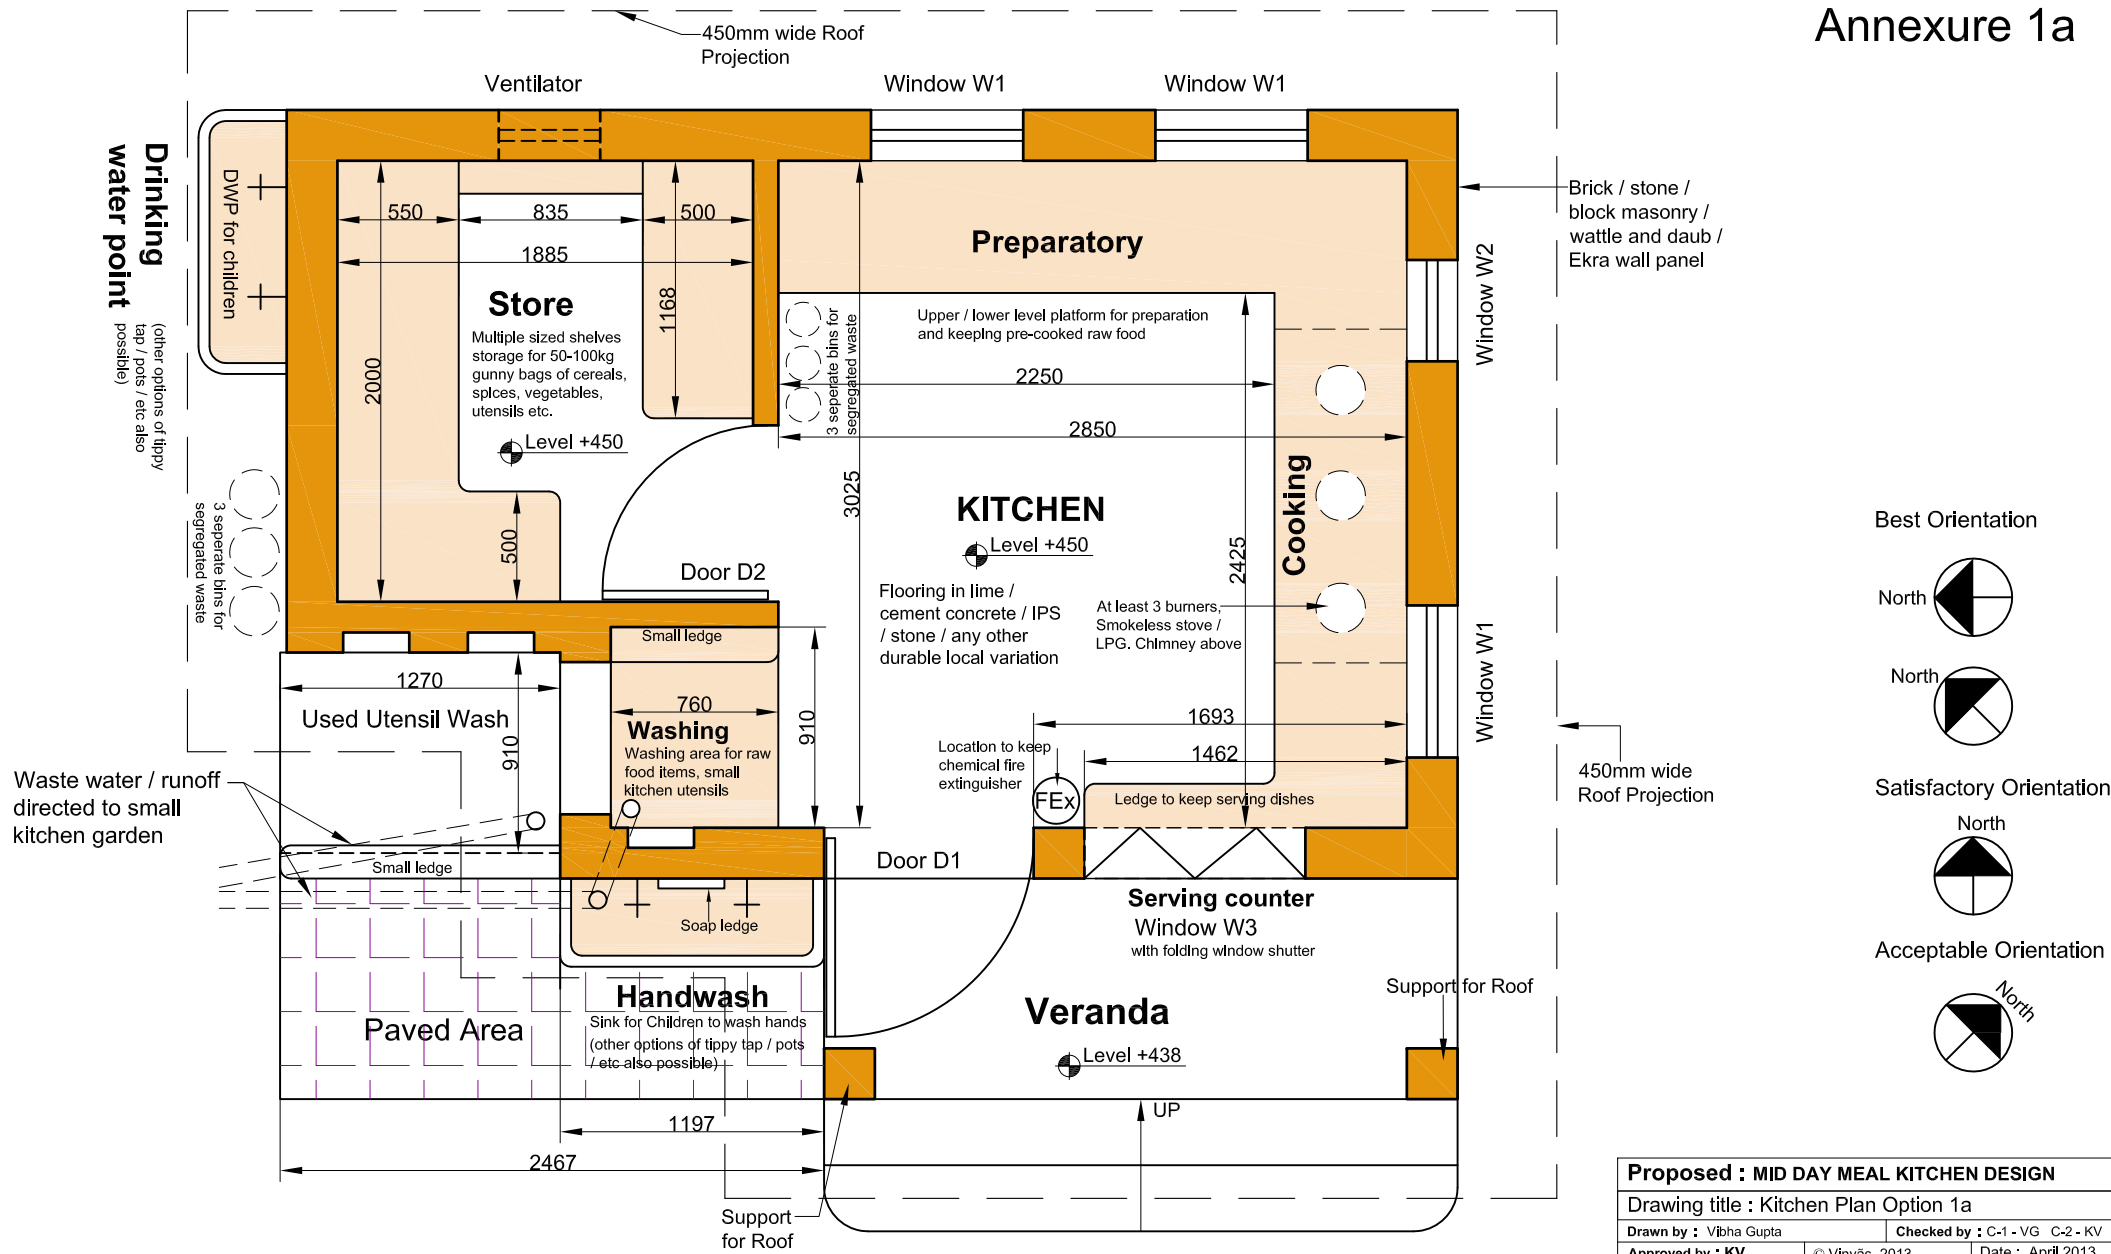 Annexure 1a
450mm wide Roof
Projection
Ventilator
Window W1
Window W1
Drinking
water point
(other options of tippy
tap / pots / etc also
possible)
DWP for children
550
835
500
1885
Store
Multiple sized shelves
storage for 50-100kg
gunny bags of cereals,
spices, vegetables,
utensils etc.
Level +450
2000
1168
500
Preparatory
Upper / lower level platform for preparation
and keeping pre-cooked raw food
3 seperate bins for
segregated waste
2250
2850
3025
2425
KITCHEN
Level +450
Flooring in lime /
cement concrete / IPS
/ stone / any other
durable local variation
Cooking
At least 3 burners,
Smokeless stove /
LPG. Chimney above
Brick / stone /
block masonry /
wattle and daub /
Ekra wall panel
Window W2
Window W1
450mm wide
Roof Projection
3 seperate bins for
segregated waste
Door D2
Small ledge
1270
Used Utensil Wash
910
760
Washing
Washing area for raw
food items, small
kitchen utensils
910
1693
1462
Location to keep
chemical fire
extinguisher
FEx
Ledge to keep serving dishes
Waste water / runoff
directed to small
kitchen garden
Small ledge
Door D1
Soap ledge
Serving counter
Window W3
with folding window shutter
Handwash
Sink for Children to wash hands
(other options of tippy tap / pots
/ etc also possible)
Paved Area
Veranda
Level +438
Support for Roof
UP
1197
2467
Support
for Roof
Best Orientation
North
North
Satisfactory Orientation
North
Acceptable Orientation
North
Proposed : MID DAY MEAL KITCHEN DESIGN
Drawing title : Kitchen Plan Option 1a
Drawn by : Vibha Gupta
Checked by : C-1 - VG C-2 - KV
Approved by : KV
© Vinyās, 2013
Date : April 2013